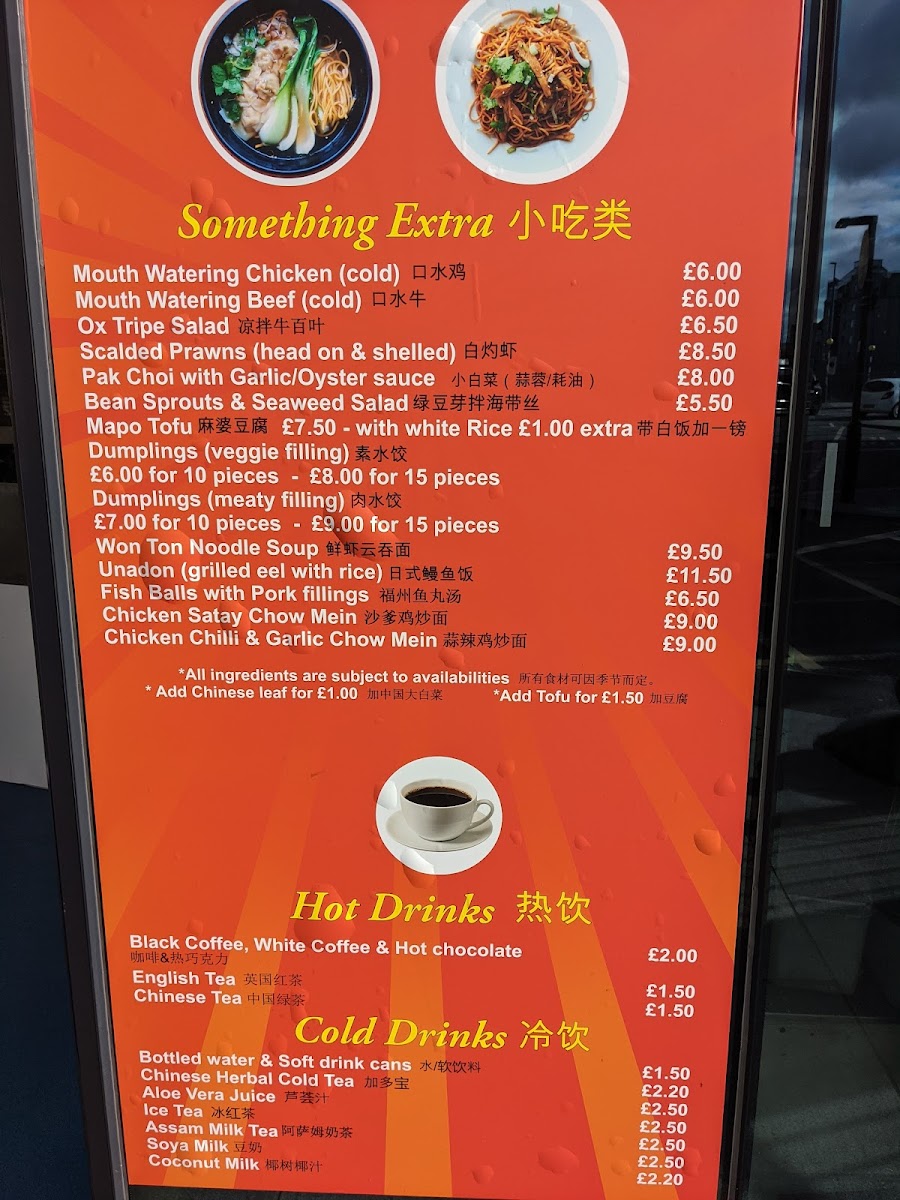 Something Extra 小吃类
Mouth Watering Chicken (cold) 口水鸡 £6.00
Mouth Watering Beef (cold) 口水牛 £6.00
Ox Tripe Salad 凉拌牛百叶 £6.50
Scalded Prawns (head on & shelled) 白灼虾 £8.50
Pak Choi with Garlic/Oyster sauce 小白菜（蒜蓉/耗油） £8.00
Bean Sprouts & Seaweed Salad 绿豆芽拌海带丝 £5.50
Mapo Tofu 麻婆豆腐 £7.50 - with white Rice £1.00 extra 带白饭加一镑
Dumplings (veggie filling) 素水饺
£6.00 for 10 pieces - £8.00 for 15 pieces
Dumplings (meaty filling) 肉水饺
£7.00 for 10 pieces - £9.00 for 15 pieces
Won Ton Noodle Soup 鲜虾云吞面 £9.50
Unadon (grilled eel with rice) 日式鳗鱼饭 £11.50
Fish Balls with Pork fillings 福州鱼丸汤 £6.50
Chicken Satay Chow Mein 沙爹鸡炒面 £9.00
Chicken Chilli & Garlic Chow Mein 蒜辣鸡炒面 £9.00
*All ingredients are subject to availabilities 所有食材可因季节而定。
* Add Chinese leaf for £1.00 加中国大白菜 *Add Tofu for £1.50 加豆腐
Hot Drinks 热饮
Black Coffee, White Coffee & Hot chocolate £2.00
咖啡&热巧克力
English Tea 英国红茶 £1.50
Chinese Tea 中国绿茶 £1.50
Cold Drinks 冷饮
Bottled water & Soft drink cans 水/软饮料 £1.50
Chinese Herbal Cold Tea 加多宝 £2.20
Aloe Vera Juice 芦荟汁 £2.50
Ice Tea 冰红茶 £2.50
Assam Milk Tea 阿萨姆奶茶 £2.50
Soya Milk 豆奶 £2.50
Coconut Milk 椰树椰汁 £2.20